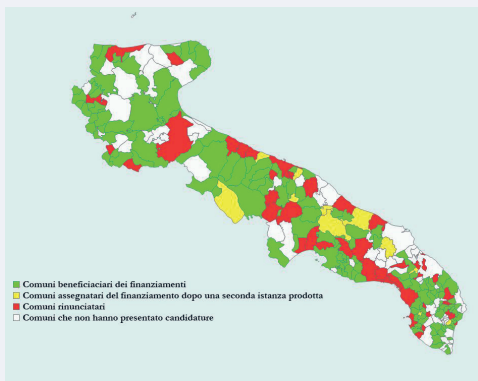 Comuni beneficiaciari dei finanziamenti
Comuni assegnatari del finanziamento dopo una seconda istanza prodotta
Comuni rinunciatari
Comuni che non hanno presentato candidature